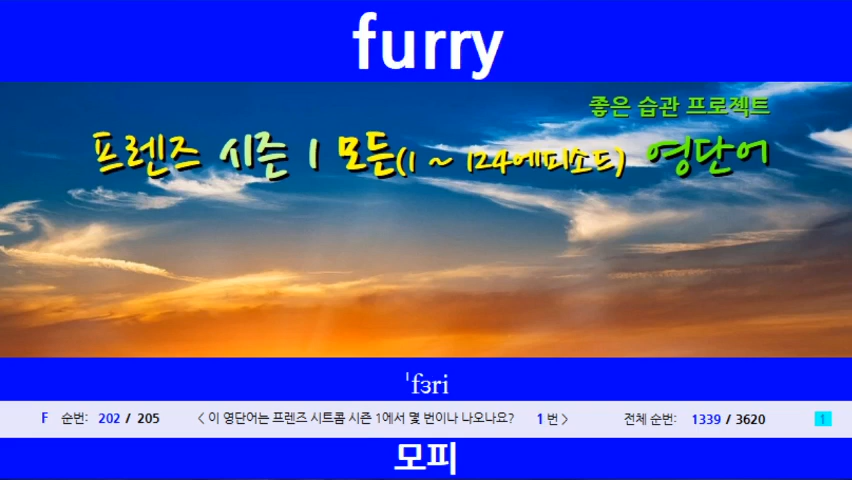 furry
좋은 습관 프로젝트
프렌즈 시즌 1 모든(1 ~ 124에피소드) 영단어
ˈfɜri
F 순번: 202 / 205 < 이 영단어는 프렌즈 시트콤 시즌 1에서 몇 번이나 나오나요? 1 번 > 전체 순번: 1339 / 3620 1
모피